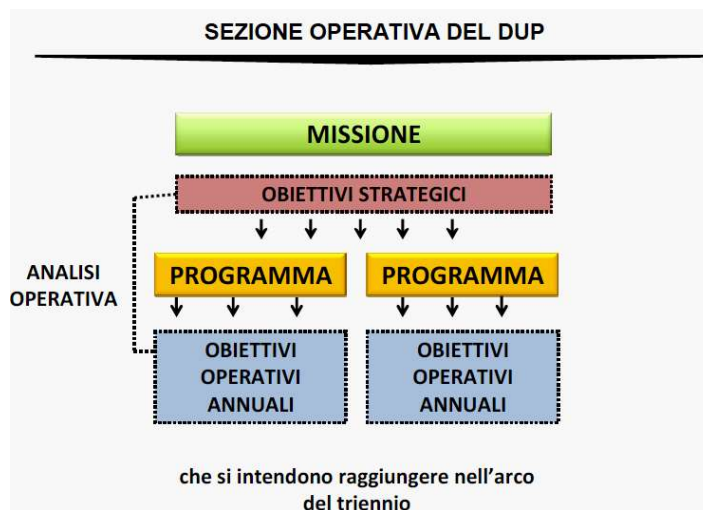 SEZIONE OPERATIVA DEL DUP
MISSIONE
OBIETTIVI STRATEGICI
ANALISI
OPERATIVA
PROGRAMMA
PROGRAMMA
OBIETTIVI
OPERATIVI
ANNUALI
OBIETTIVI
OPERATIVI
ANNUALI
che si intendono raggiungere nell'arco
del triennio